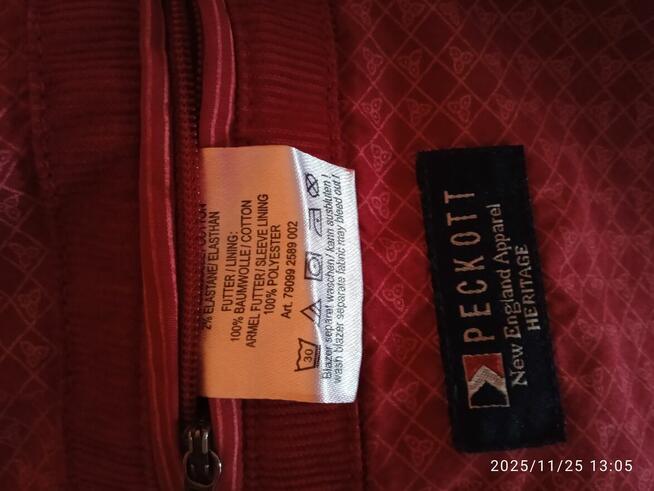 2% ELASTANE/ELASTHAN
FUTTER/LINING:
100% BAUMWOLLE/COTTON
ARMEL FUTTER/SLEEVE LINING
100% POLYESTER
Art. 79099 2589 002
30
Blazer separat waschen/kann ausbluten!
wash blazer separate fabric may bleed out!
PECKOTT
New England Apparel
HERITAGE
2025/11/25 13:05